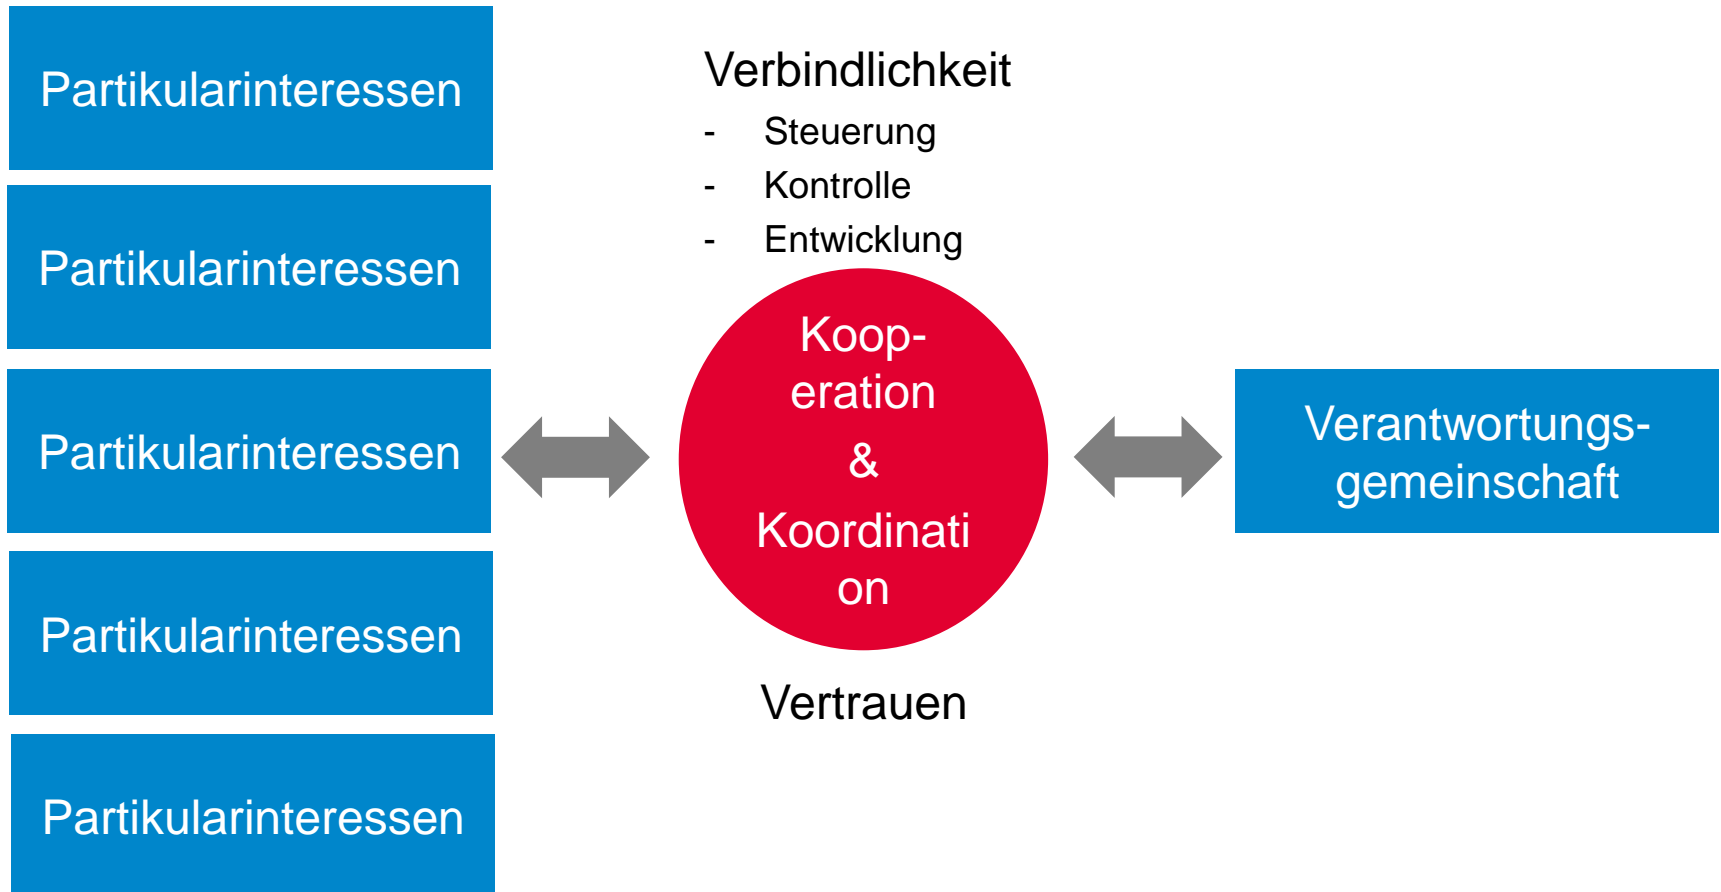 Partikularinteressen
Partikularinteressen
Partikularinteressen
Partikularinteressen
Partikularinteressen
Verbindlichkeit
- Steuerung
- Kontrolle
- Entwicklung
Koop-
eration
&
Koordinati
on
Vertrauen
Verantwortungs-
gemeinschaft